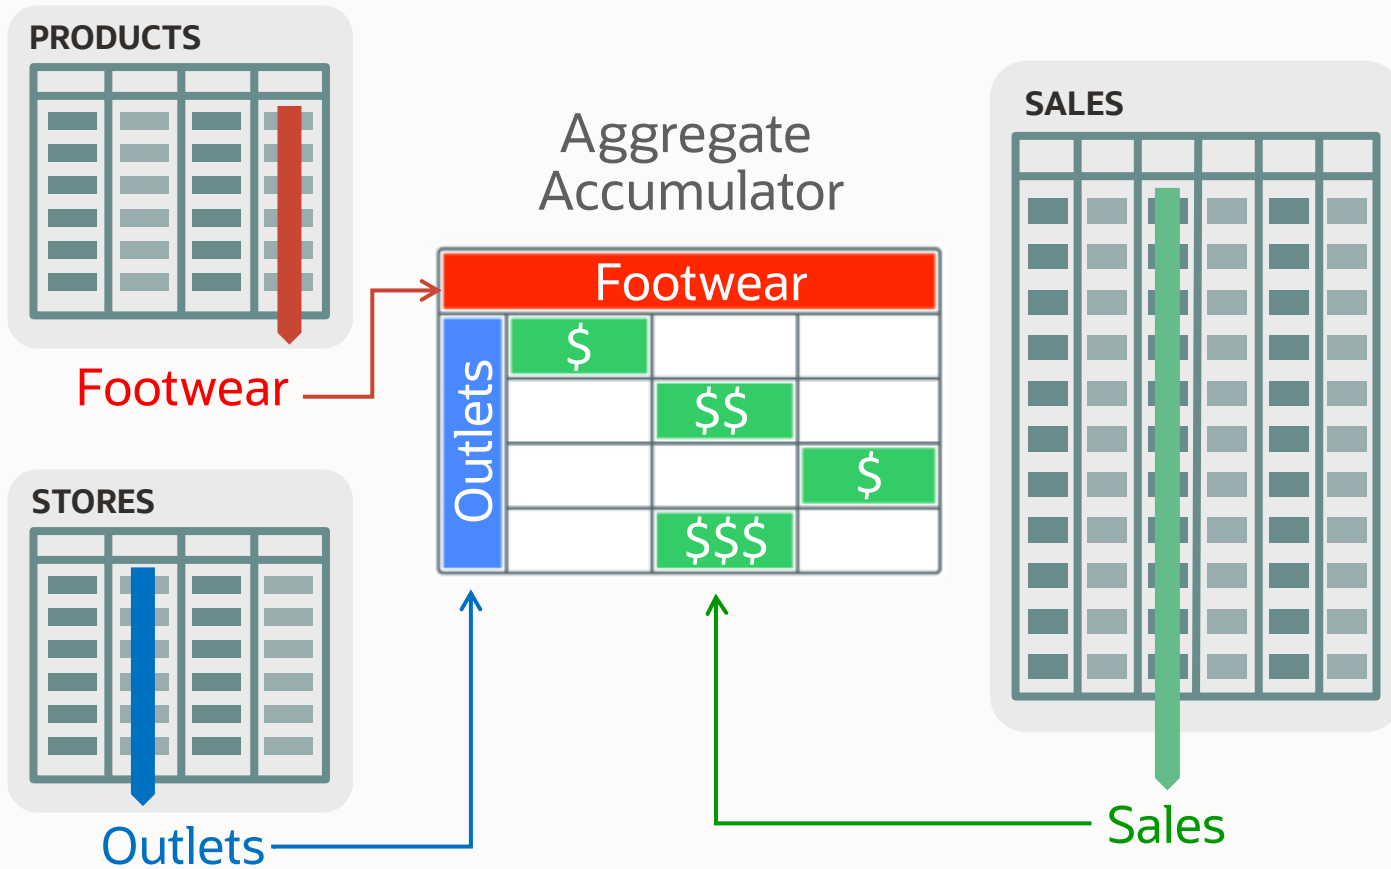 PRODUCTS
Footwear
STORES
Outlets
Aggregate
Accumulator
Footwear
Outlets
$
$$
$
$$$
SALES
Sales